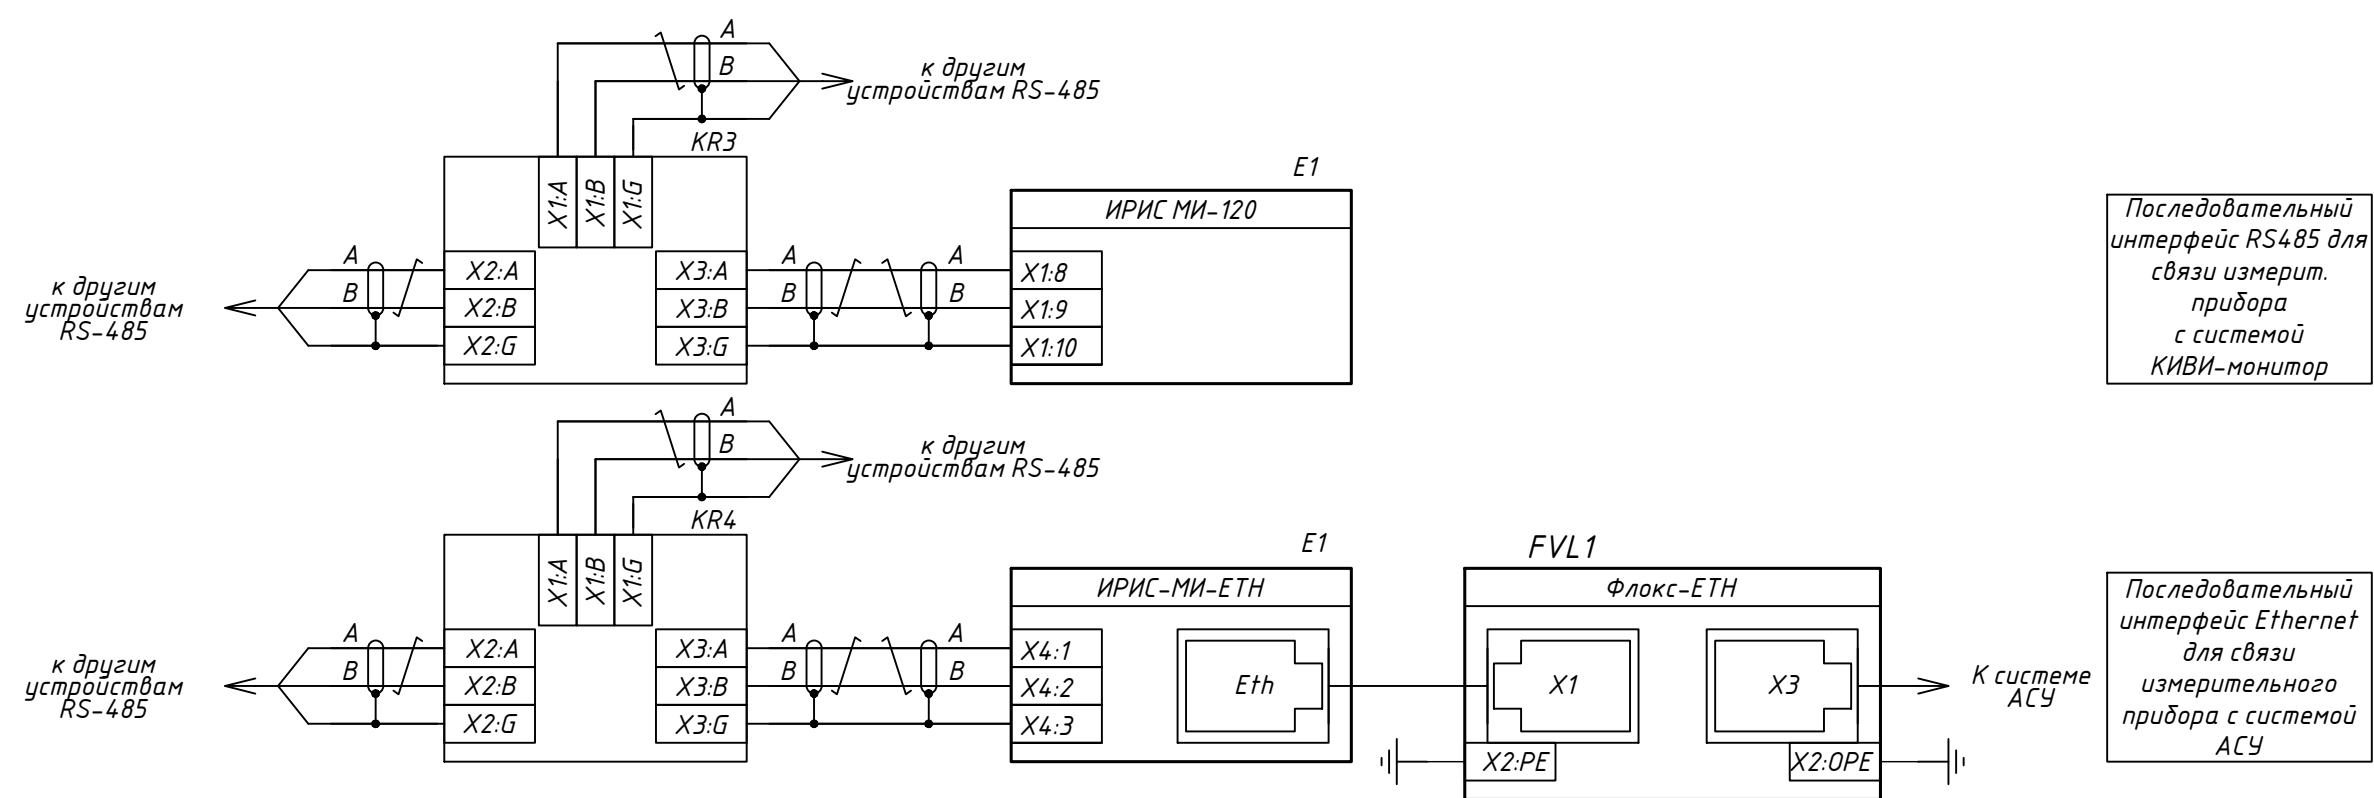 A
B
к другим
устройствам RS-485
KR3
X1:A
X1:B
X1:G
E1
ИРИС МИ-120
A
B
к другим
устройствам
RS-485
X2:A
X2:B
X2:G
X3:A
X3:B
X3:G
A
B
A
B
X1:8
X1:9
X1:10
Последовательный
интерфейс RS485 для
связи измерит.
прибора
с системой
КИВИ-монитор
A
B
к другим
устройствам RS-485
KR4
X1:A
X1:B
X1:G
E1
ИРИС-МИ-ETH
FVL1
Флокс-ETH
A
B
к другим
устройствам
RS-485
X2:A
X2:B
X2:G
X3:A
X3:B
X3:G
A
B
A
B
X4:1
X4:2
X4:3
Eth
X1
X3
X2:PE
X2:OPE
К системе
АСУ
Последовательный
интерфейс Ethernet
для связи
измерительного
прибора с системой
АСУ